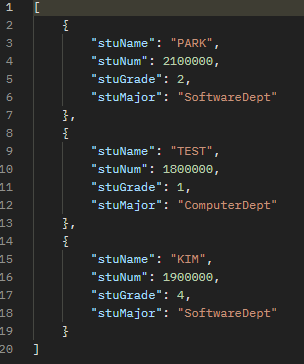 1 [
2 {
3 "stuName": "PARK",
4 "stuNum": 2100000,
5 "stuGrade": 2,
6 "stuMajor": "SoftwareDept"
7 },
8 {
9 "stuName": "TEST",
10 "stuNum": 1800000,
11 "stuGrade": 1,
12 "stuMajor": "ComputerDept"
13 },
14 {
15 "stuName": "KIM",
16 "stuNum": 1900000,
17 "stuGrade": 4,
18 "stuMajor": "SoftwareDept"
19 }
20 ]